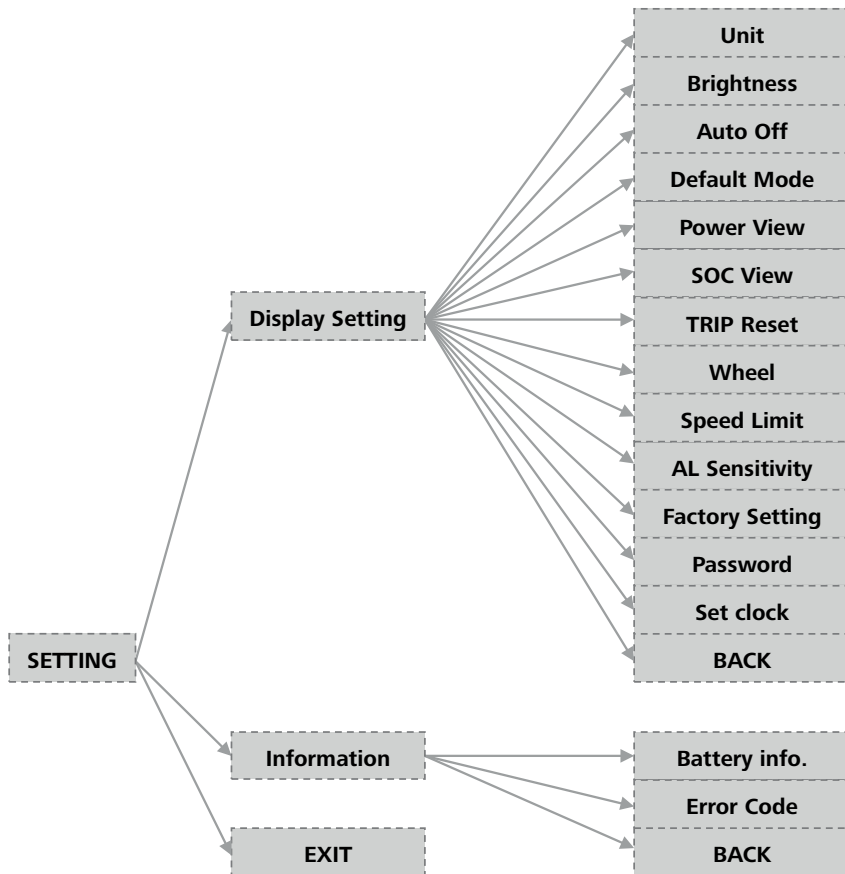 Unit
Brightness
Auto Off
Default Mode
Power View
SOC View
Display Setting
TRIP Reset
Wheel
Speed Limit
AL Sensitivity
Factory Setting
Password
Set clock
SETTING
BACK
Information
Battery info.
Error Code
EXIT
BACK